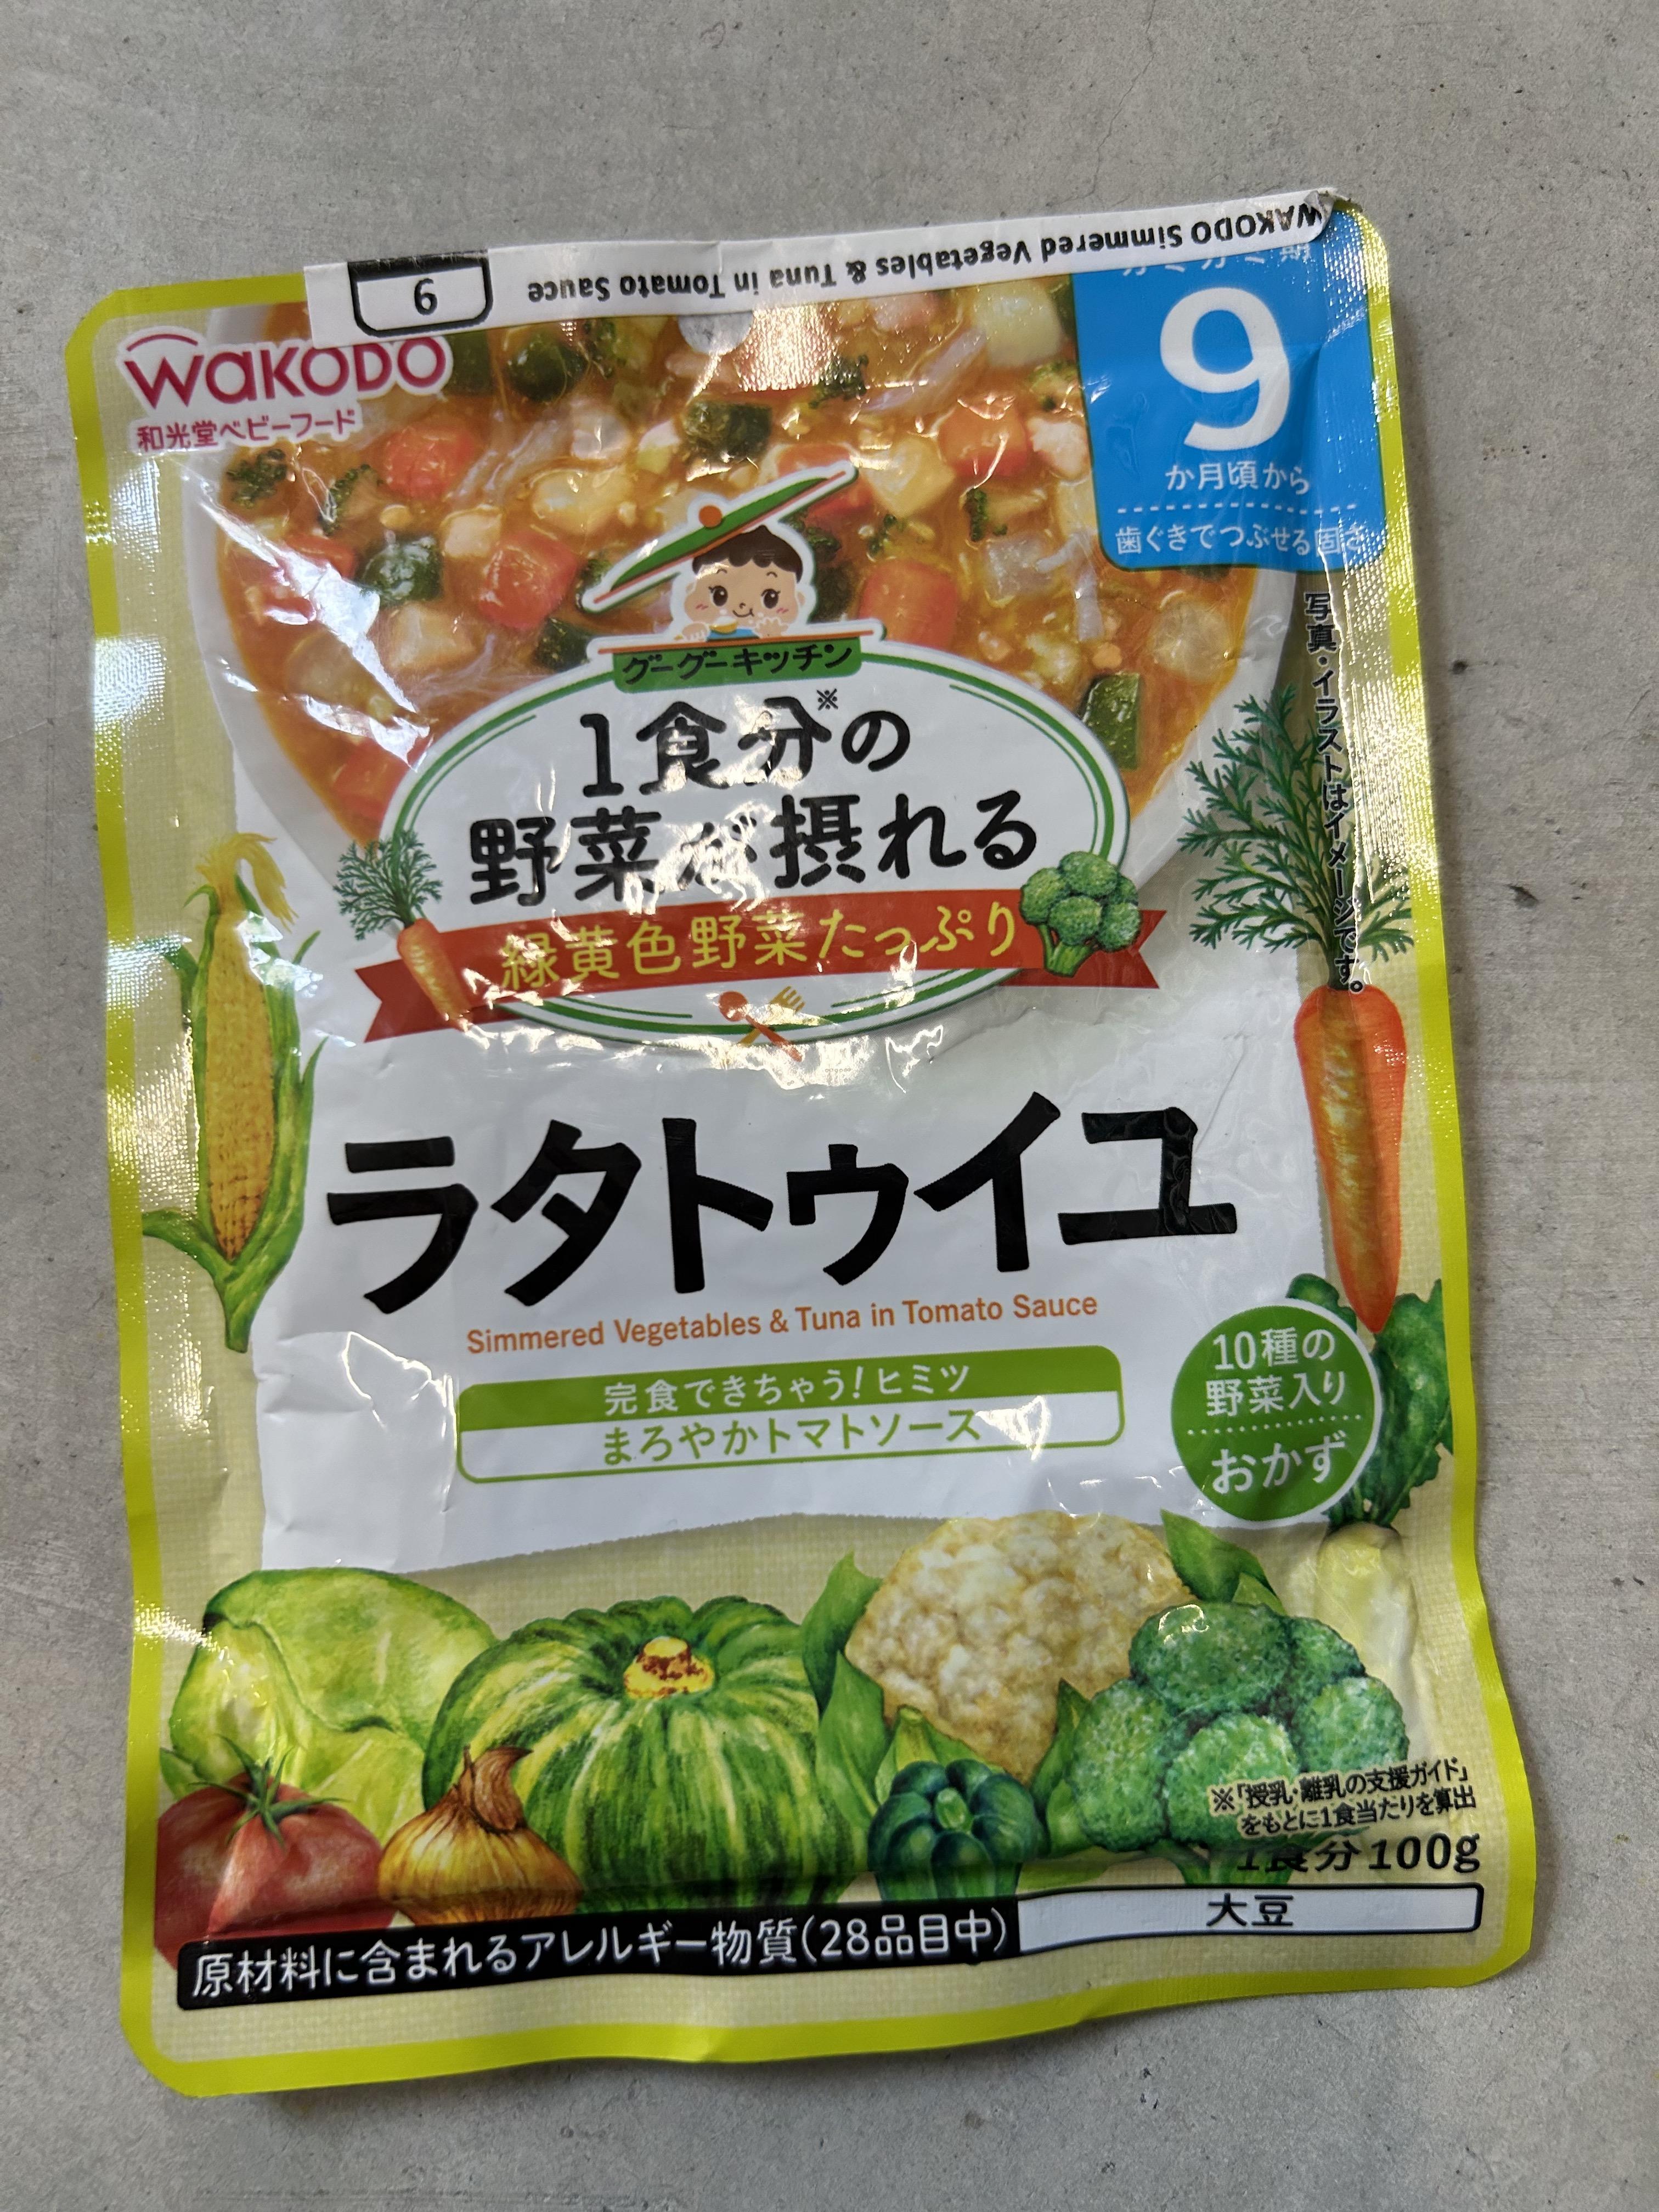 WAKODO Simmered Vegetables & Tuna in Tomato Sauce
9
WAKODO
和光堂ベビーフード
9
か月頃から
歯ぐきでつぶせる固さ
写真・イラストはイメージです。
グーグーキッチン
1食分※の
野菜が摂れる
緑黄色野菜たっぷり
ラタトゥイユ
Simmered Vegetables & Tuna in Tomato Sauce
完食できちゃう!ヒミツ
まろやかトマトソース
10種の
野菜入り
おかず
※「授乳・離乳の支援ガイド」
をもとに1食当たりを算出
1食分100g
原材料に含まれるアレルギー物質(28品目中)
大豆